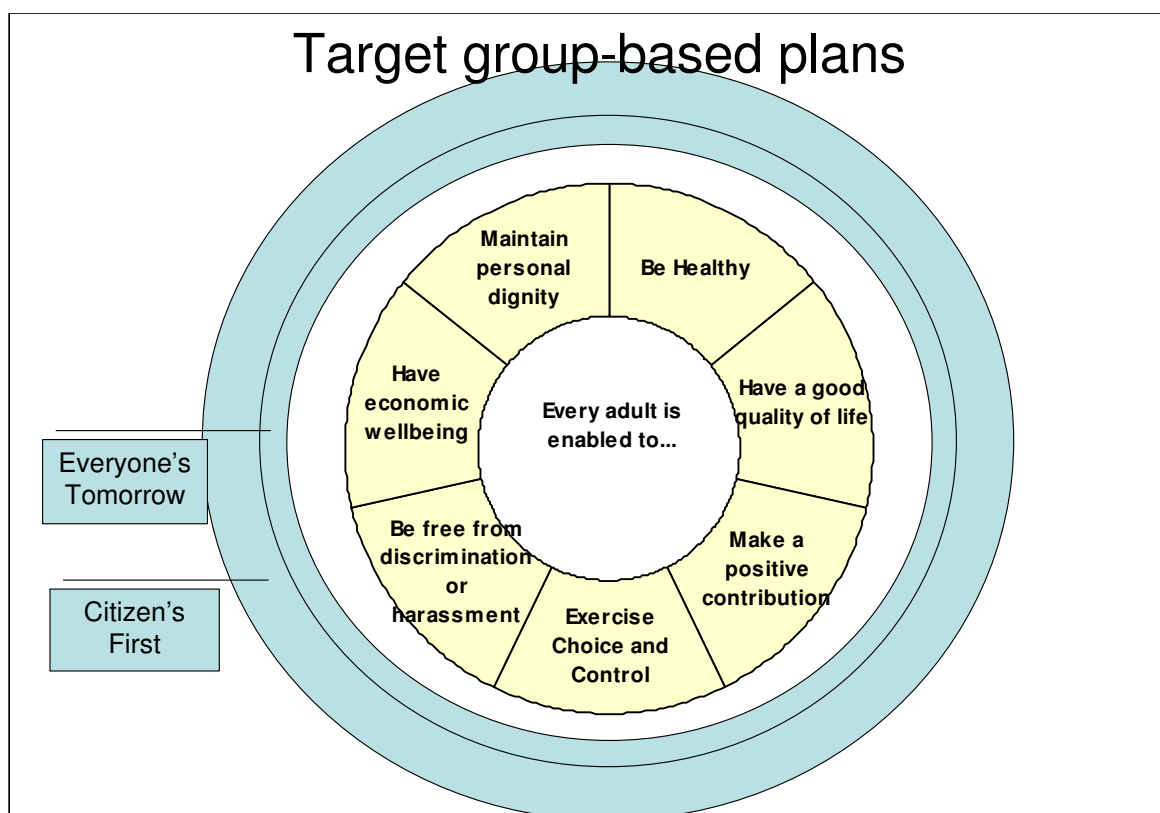 Target group-based plans
Maintain
personal
dignity
Be Healthy
Have
economic
wellbeing
Every adult is
enabled to...
Have a good
quality of life
Everyone's
Tomorrow
Be free from
discrimination
or
harassment
Make a
positive
contribution
Citizen's
First
Exercise
Choice and
Control